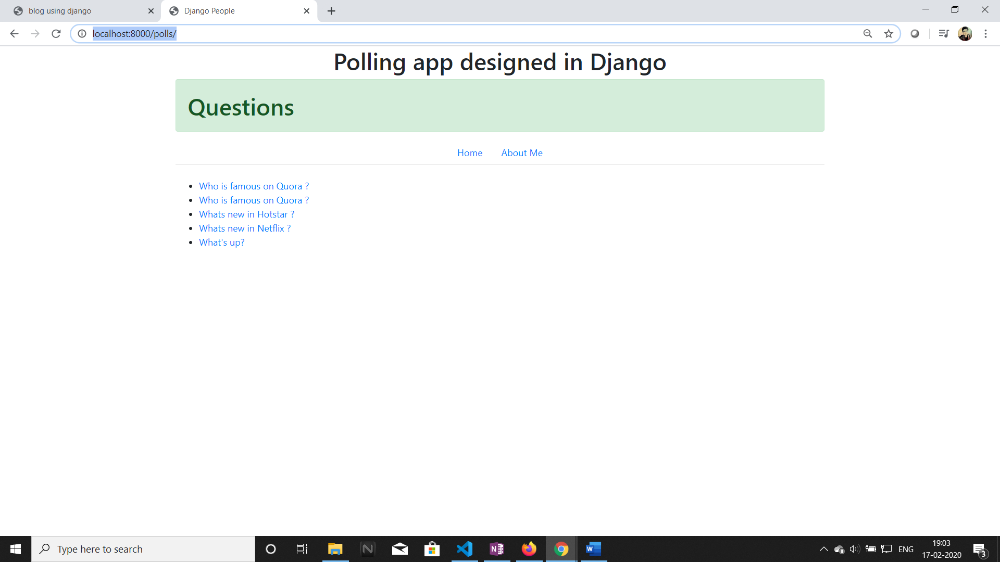 blog using django
Django People
localhost:8000/polls/
Polling app designed in Django
Questions
Home About Me
Who is famous on Quora ?
Who is famous on Quora ?
Whats new in Hotstar ?
Whats new in Netflix ?
What's up?
Type here to search
N
N
W
ENG
19:03
17-02-2020
3